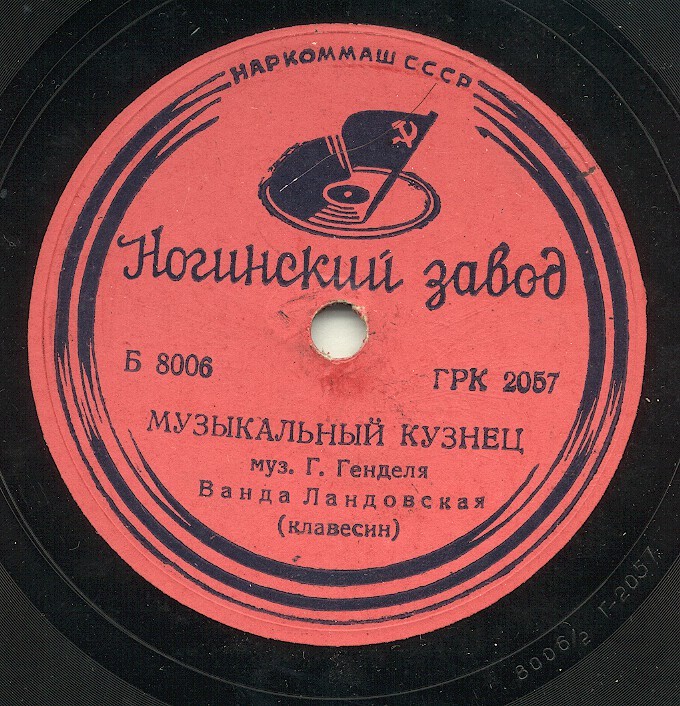 НАРКОММАШ СССР
Ногинский завод
Б 8006
ГРК 2057
МУЗЫКАЛЬНЫЙ КУЗНЕЦ
муз. Г. Генделя
Ванда Ландовская
(клавесин)
8006/2 Г-2057